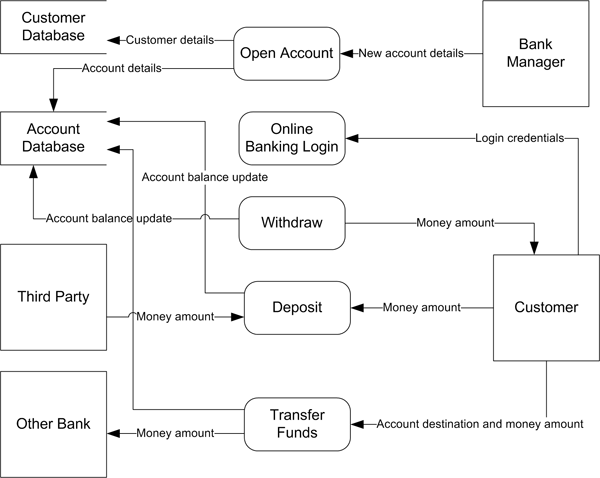 Customer
Database
Customer details
Open Account
New account details
Bank
Manager
Account details
Account
Database
Online
Banking Login
Login credentials
Account balance update
Account balance update
Withdraw
Money amount
Third Party
Money amount
Deposit
Money amount
Customer
Other Bank
Money amount
Transfer
Funds
Account destination and money amount